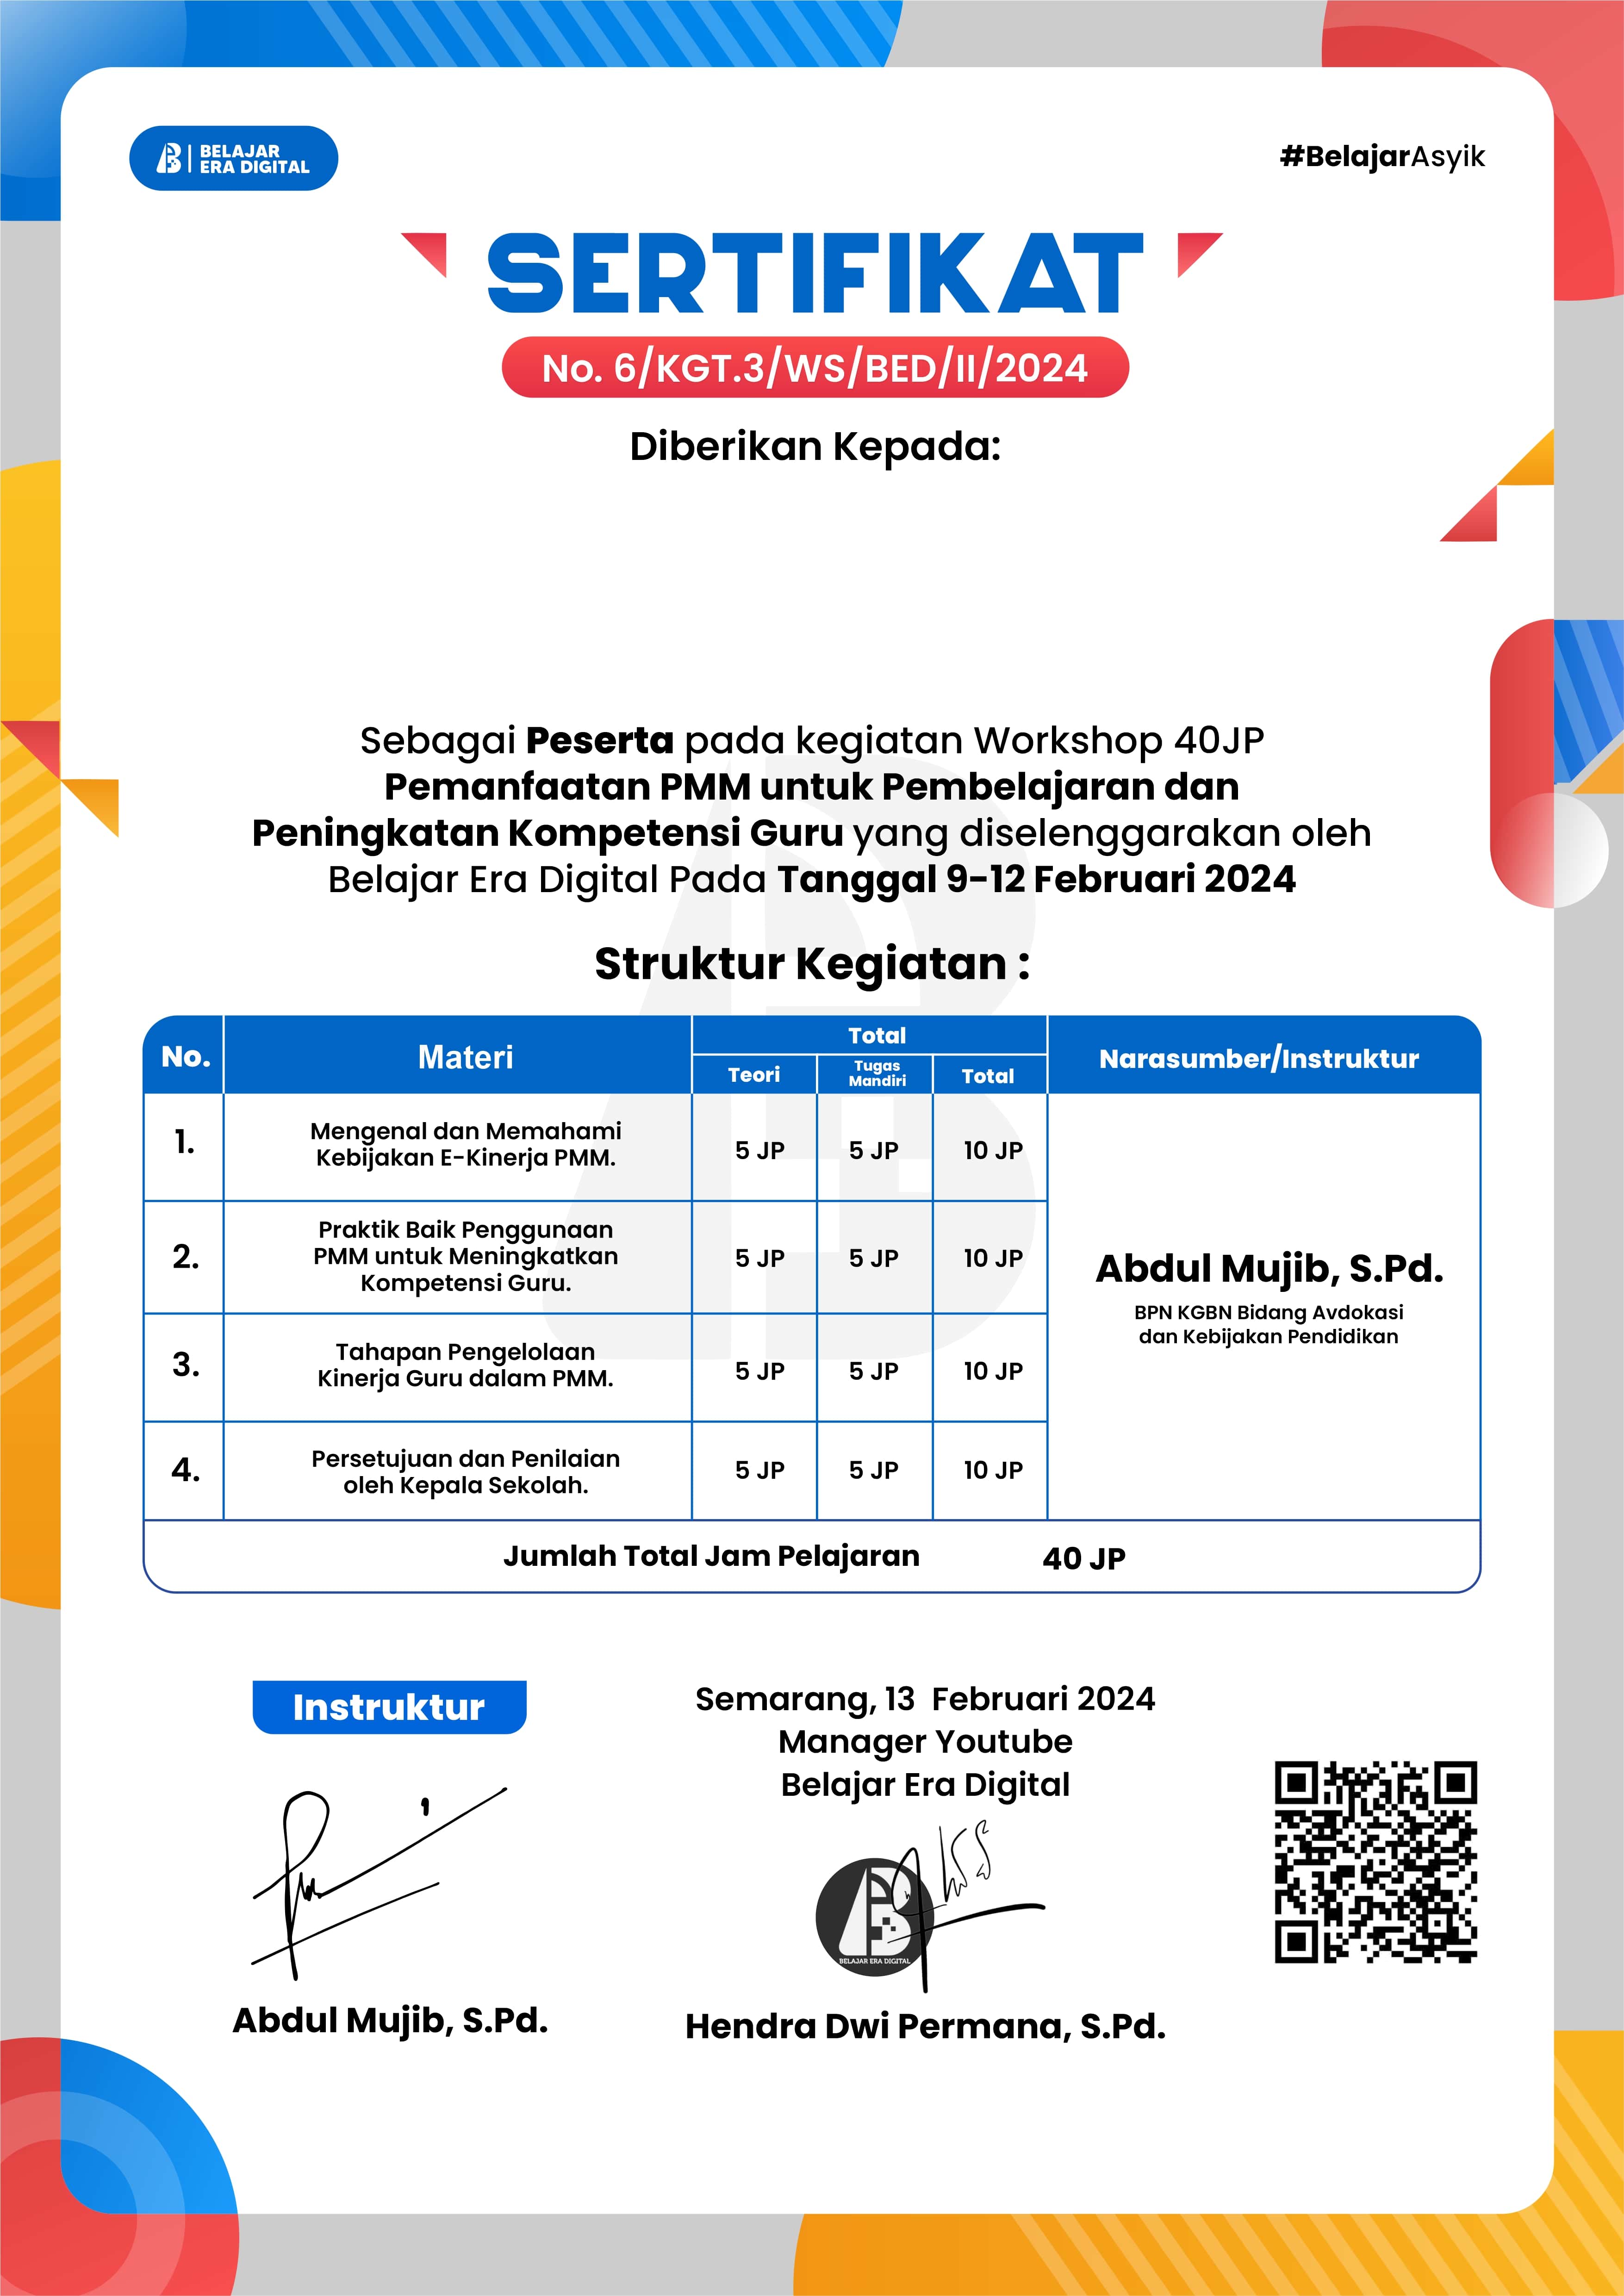 BELAJAR
ERA DIGITAL
#BelajarAsyik
SERTIFIKAT
No. 6/KGT.3/WS/BED/II/2024
Diberikan Kepada:
Sebagai Peserta pada kegiatan Workshop 40JP
Pemanfaatan PMM untuk Pembelajaran dan
Peningkatan Kompetensi Guru yang diselenggarakan oleh
Belajar Era Digital Pada Tanggal 9-12 Februari 2024
Struktur Kegiatan :
No. Materi Total Narasumber/Instruktur
Teori Tugas Mandiri Total
1. Mengenal dan Memahami
Kebijakan E-Kinerja PMM. 5 JP 5 JP 10 JP
2. Praktik Baik Penggunaan
PMM untuk Meningkatkan
Kompetensi Guru. 5 JP 5 JP 10 JP
3. Tahapan Pengelolaan
Kinerja Guru dalam PMM. 5 JP 5 JP 10 JP
4. Persetujuan dan Penilaian
oleh Kepala Sekolah. 5 JP 5 JP 10 JP
Abdul Mujib, S.Pd.
BPN KGBN Bidang Avdokasi
dan Kebijakan Pendidikan
Jumlah Total Jam Pelajaran 40 JP
Instruktur
Abdul Mujib, S.Pd.
Semarang, 13 Februari 2024
Manager Youtube
Belajar Era Digital
BELAJAR ERA DIGITAL
Hendra Dwi Permana, S.Pd.